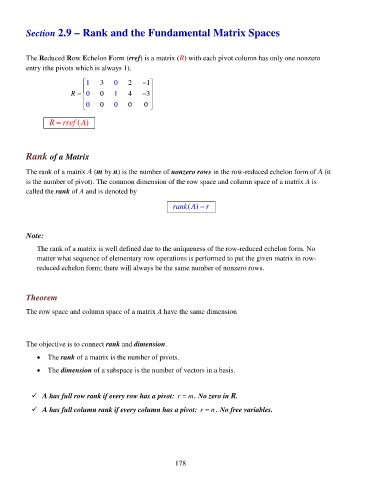 Section 2.9 – Rank and the Fundamental Matrix Spaces
The Reduced Row Echelon Form (rref) is a matrix (R) with each pivot column has only one nonzero
entry (the pivots which is always 1).
R = [1 3 0 2 −1
0 0 1 4 −3
0 0 0 0 0]
R = rref (A)
Rank of a Matrix
The rank of a matrix A (m by n) is the number of nonzero rows in the row-reduced echelon form of A (it
is the number of pivot). The common dimension of the row space and column space of a matrix A is
called the rank of A and is denoted by
rank(A) = r
Note:
The rank of a matrix is well defined due to the uniqueness of the row-reduced echelon form. No
matter what sequence of elementary row operations is performed to put the given matrix in row-
reduced echelon form; there will always be the same number of nonzero rows.
Theorem
The row space and column space of a matrix A have the same dimension
The objective is to connect rank and dimension.
• The rank of a matrix is the number of pivots.
• The dimension of a subspace is the number of vectors in a basis.
✓ A has full row rank if every row has a pivot: r = m. No zero in R.
✓ A has full column rank if every column has a pivot: r = n. No free variables.
178